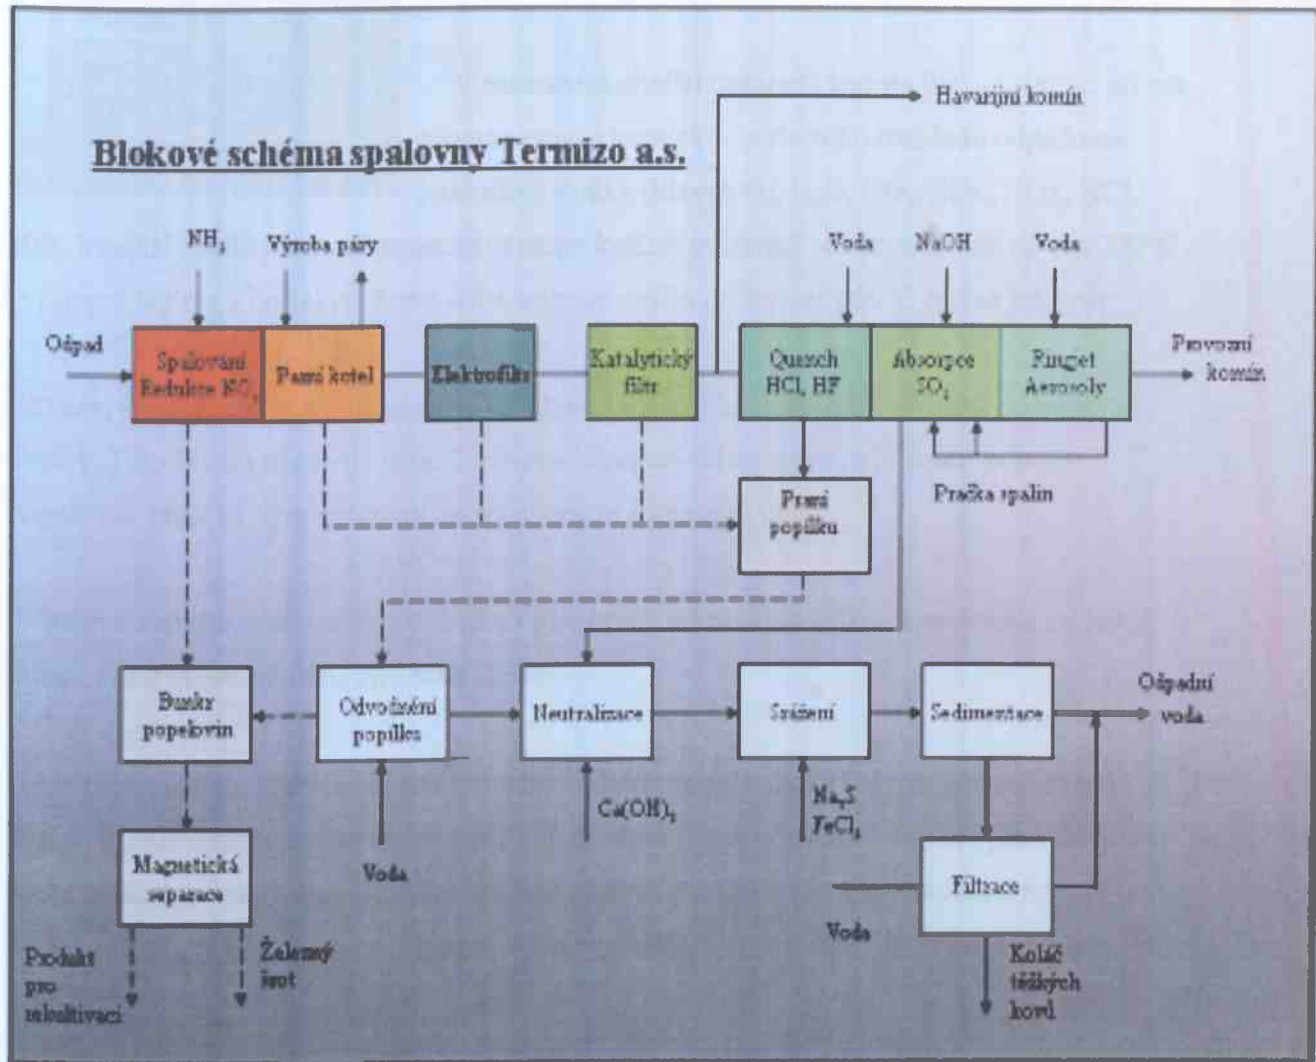 Havarijní komín
Blokové schéma spalovny Termizo a.s.
NH3
Výroba páry
Voda
NaOH
Voda
Odpad
Spalování
Redukce NOx
Parní kotel
Elektrofiltr
Katalytický
filtr
Quench
HCl, HF
Absorpce
SO2
Ringjet
Aerosoly
Provozní
komín
Pračka spalin
Praní
popílku
Bunkr
popelovin
Odvodnění
popílku
Neutralizace
Srážení
Sedimentace
Odpadní
voda
Ca(OH)2
Na2S
FeCl3
Magnetická
separace
Voda
Filtrace
Voda
Produkt
pro
rekultivaci
Železný
šrot
Koláč
těžkých
kovů